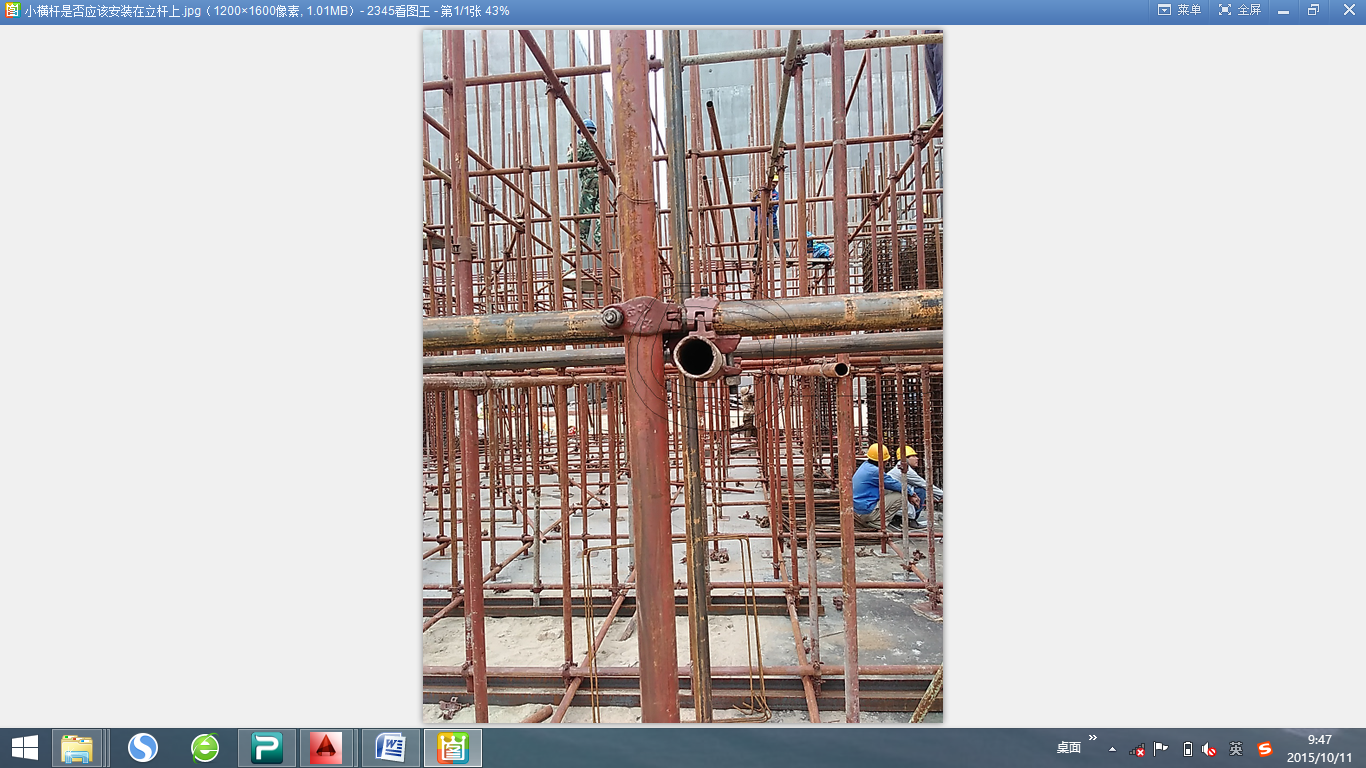 小横杆是否应该安装在立杆上.jpg（1200×1600像素, 1.01MB）- 2345看图王 - 第1/1张 43%
菜单
全屏
桌面
英
9:47
2015/10/11